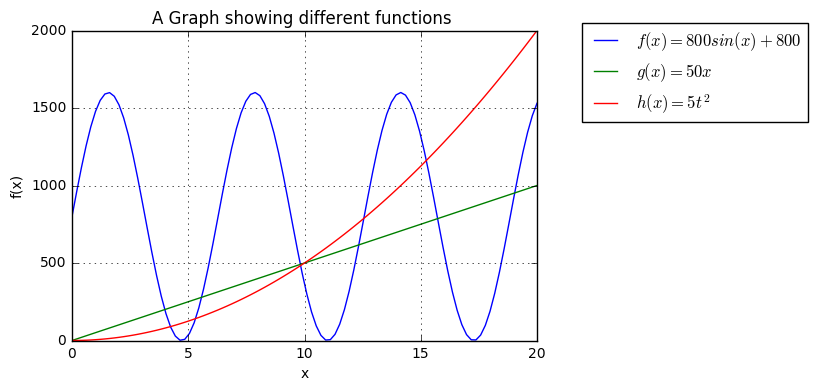 A Graph showing different functions
f(x) = 800sin(x) + 800
g(x) = 50x
h(x) = 5t²
2000
1500
1000
500
0
f(x)
0 5 10 15 20
x